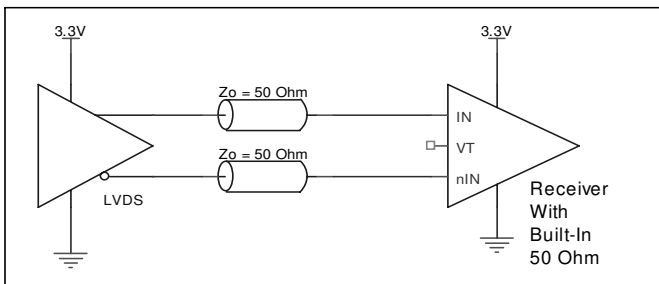 3.3V
3.3V
Zo = 50 Ohm
IN
VT
Zo = 50 Ohm
nIN
LVDS
Receiver
With
Built-In
50 Ohm